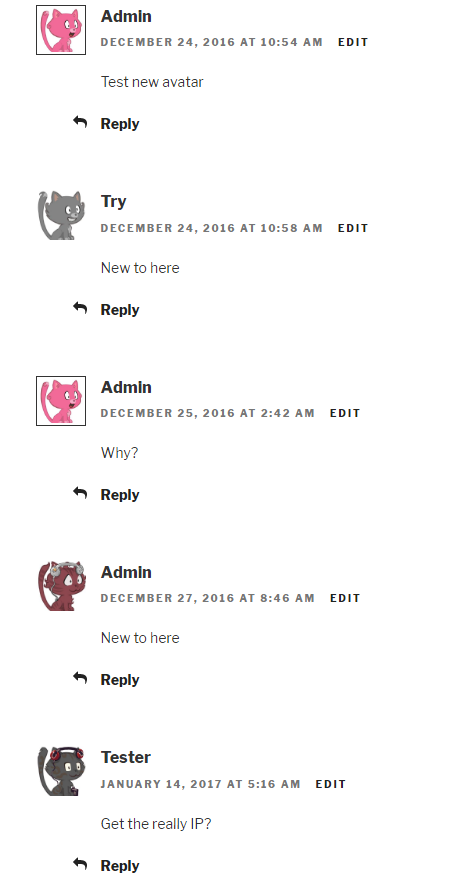 Admin
DECEMBER 24, 2016 AT 10:54 AM EDIT
Test new avatar
Reply
Try
DECEMBER 24, 2016 AT 10:58 AM EDIT
New to here
Reply
Admin
DECEMBER 25, 2016 AT 2:42 AM EDIT
Why?
Reply
Admin
DECEMBER 27, 2016 AT 8:46 AM EDIT
New to here
Reply
Tester
JANUARY 14, 2017 AT 5:16 AM EDIT
Get the really IP?
Reply